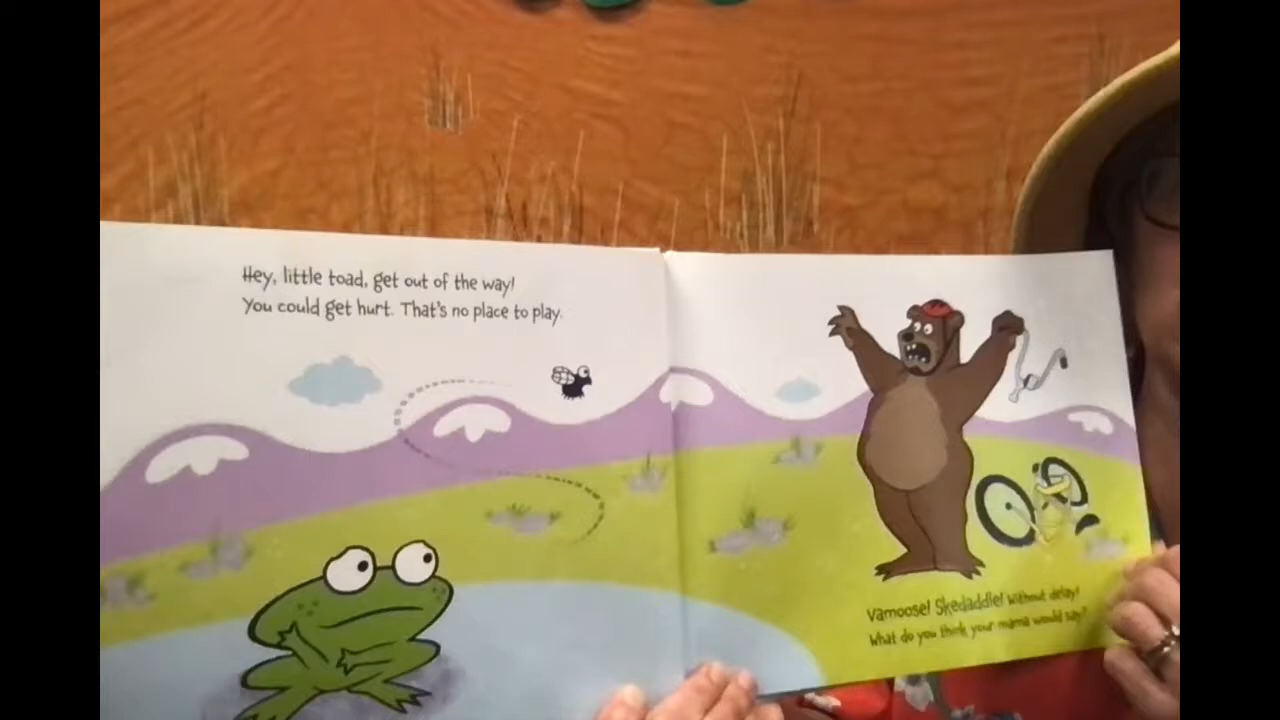 Hey, little toad, get out of the way!
You could get hurt. That's no place to play.
Vamoose! Skedaddle! Without delay!
What do you think your mama would say?